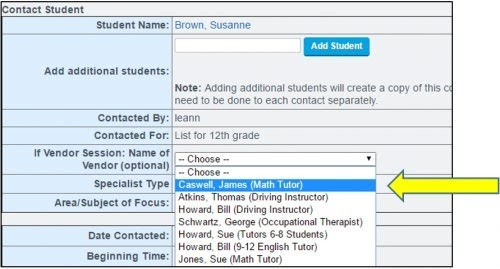 Contact Student
Student Name: Brown, Susanne
Add Student
Add additional students:
Note: Adding additional students will create a copy of this
need to be done to each contact separately.
Contacted By: leann
Contacted For: List for 12th grade
If Vendor Session: Name of
Vendor (optional)
-- Choose --
-- Choose --
Specialist Type
Caswell, James (Math Tutor)
Atkins, Thomas (Driving Instructor)
Area/Subject of Focus:
Howard, Bill (Driving Instructor)
Schwartz, George (Occupational Therapist)
Howard, Sue (Tutors 6-8 Students)
Date Contacted:
Howard, Bill (9-12 English Tutor)
Beginning Time:
Jones, Sue (Math Tutor)